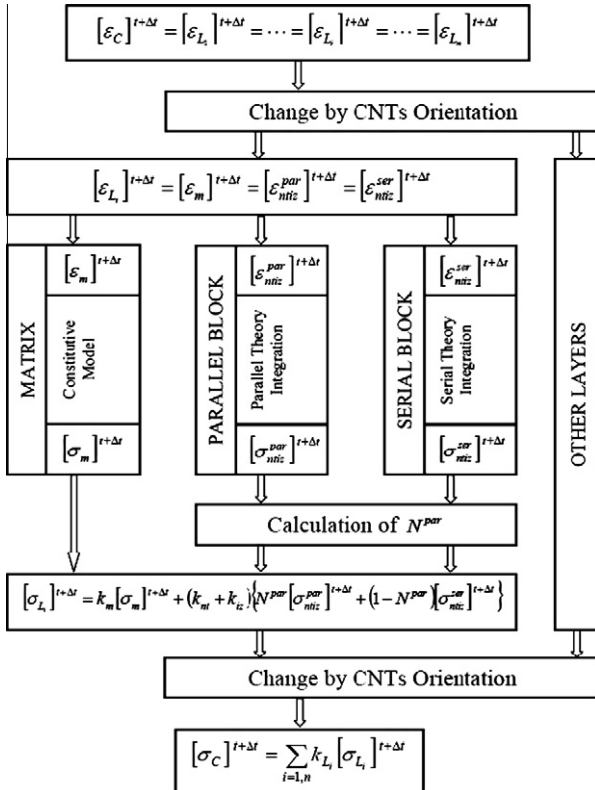 [ε_C]^{t+Δt} = [ε_{L_1}]^{t+Δt} = ⋯ = [ε_{L_i}]^{t+Δt} = ⋯ = [ε_{L_n}]^{t+Δt}
Change by CNTs Orientation
[ε_{L_i}]^{t+Δt} = [ε_m]^{t+Δt} = [ε_{ntiz}^{par}]^{t+Δt} = [ε_{ntiz}^{ser}]^{t+Δt}
MATRIX
[ε_m]^{t+Δt}
Constitutive
Model
[σ_m]^{t+Δt}
PARALLEL BLOCK
[ε_{ntiz}^{par}]^{t+Δt}
Parallel Theory
Integration
[σ_{ntiz}^{par}]^{t+Δt}
SERIAL BLOCK
[ε_{ntiz}^{ser}]^{t+Δt}
Serial Theory
Integration
[σ_{ntiz}^{ser}]^{t+Δt}
OTHER LAYERS
Calculation of N^{par}
[σ_{L_i}]^{t+Δt} = k_m[σ_m]^{t+Δt} + (k_{nt} + k_{iz}){N^{par}[σ_{ntiz}^{par}]^{t+Δt} + (1 − N^{par})[σ_{ntiz}^{ser}]^{t+Δt}}
Change by CNTs Orientation
[σ_C]^{t+Δt} = ∑_{i=1,n} k_{L_i}[σ_{L_i}]^{t+Δt}